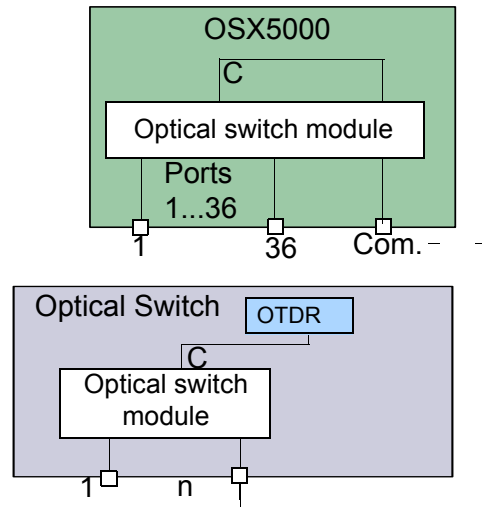 OSX5000
C
Optical switch module
Ports
1...36
1 36 Com.
Optical Switch OTDR
C
Optical switch
module
1 n